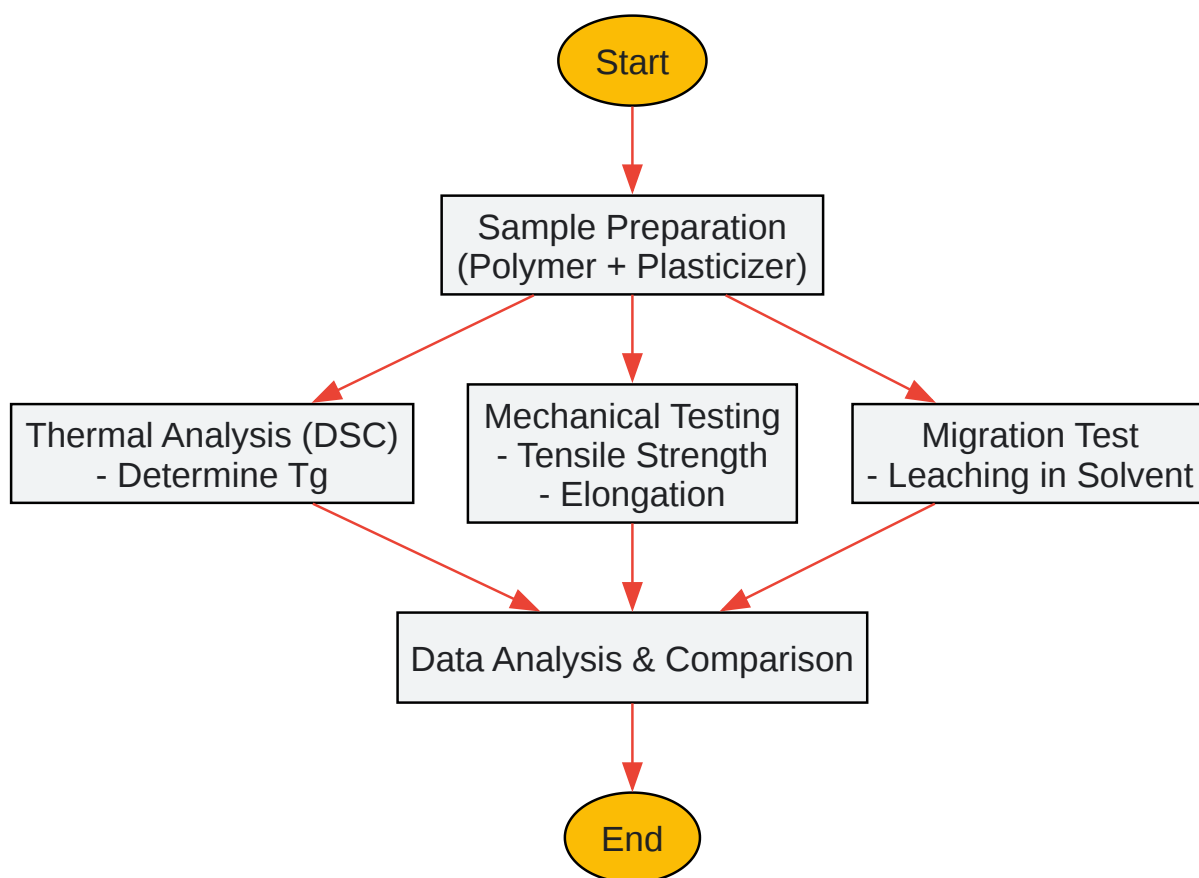 Start
Sample Preparation
(Polymer + Plasticizer)
Thermal Analysis (DSC)
- Determine Tg
Mechanical Testing
- Tensile Strength
- Elongation
Migration Test
- Leaching in Solvent
Data Analysis & Comparison
End